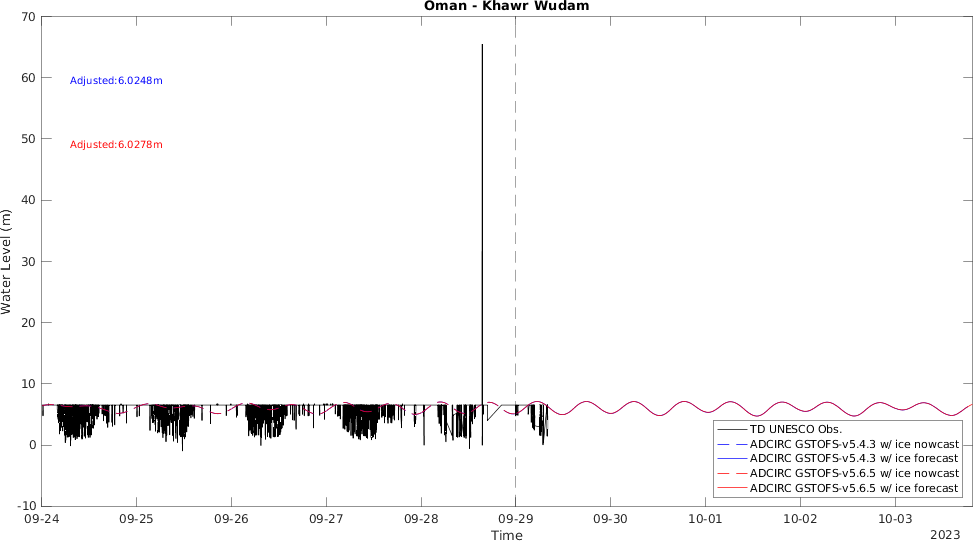 Oman - Khawr Wudam
70
60
50
40
30
20
10
0
-10
Water Level (m)
Adjusted:6.0248m
Adjusted:6.0278m
TD UNESCO Obs.
ADCIRC GSTOFS-v5.4.3 w/ ice nowcast
ADCIRC GSTOFS-v5.4.3 w/ ice forecast
ADCIRC GSTOFS-v5.6.5 w/ ice nowcast
ADCIRC GSTOFS-v5.6.5 w/ ice forecast
09-24 09-25 09-26 09-27 09-28 09-29 09-30 10-01 10-02 10-03
Time
2023